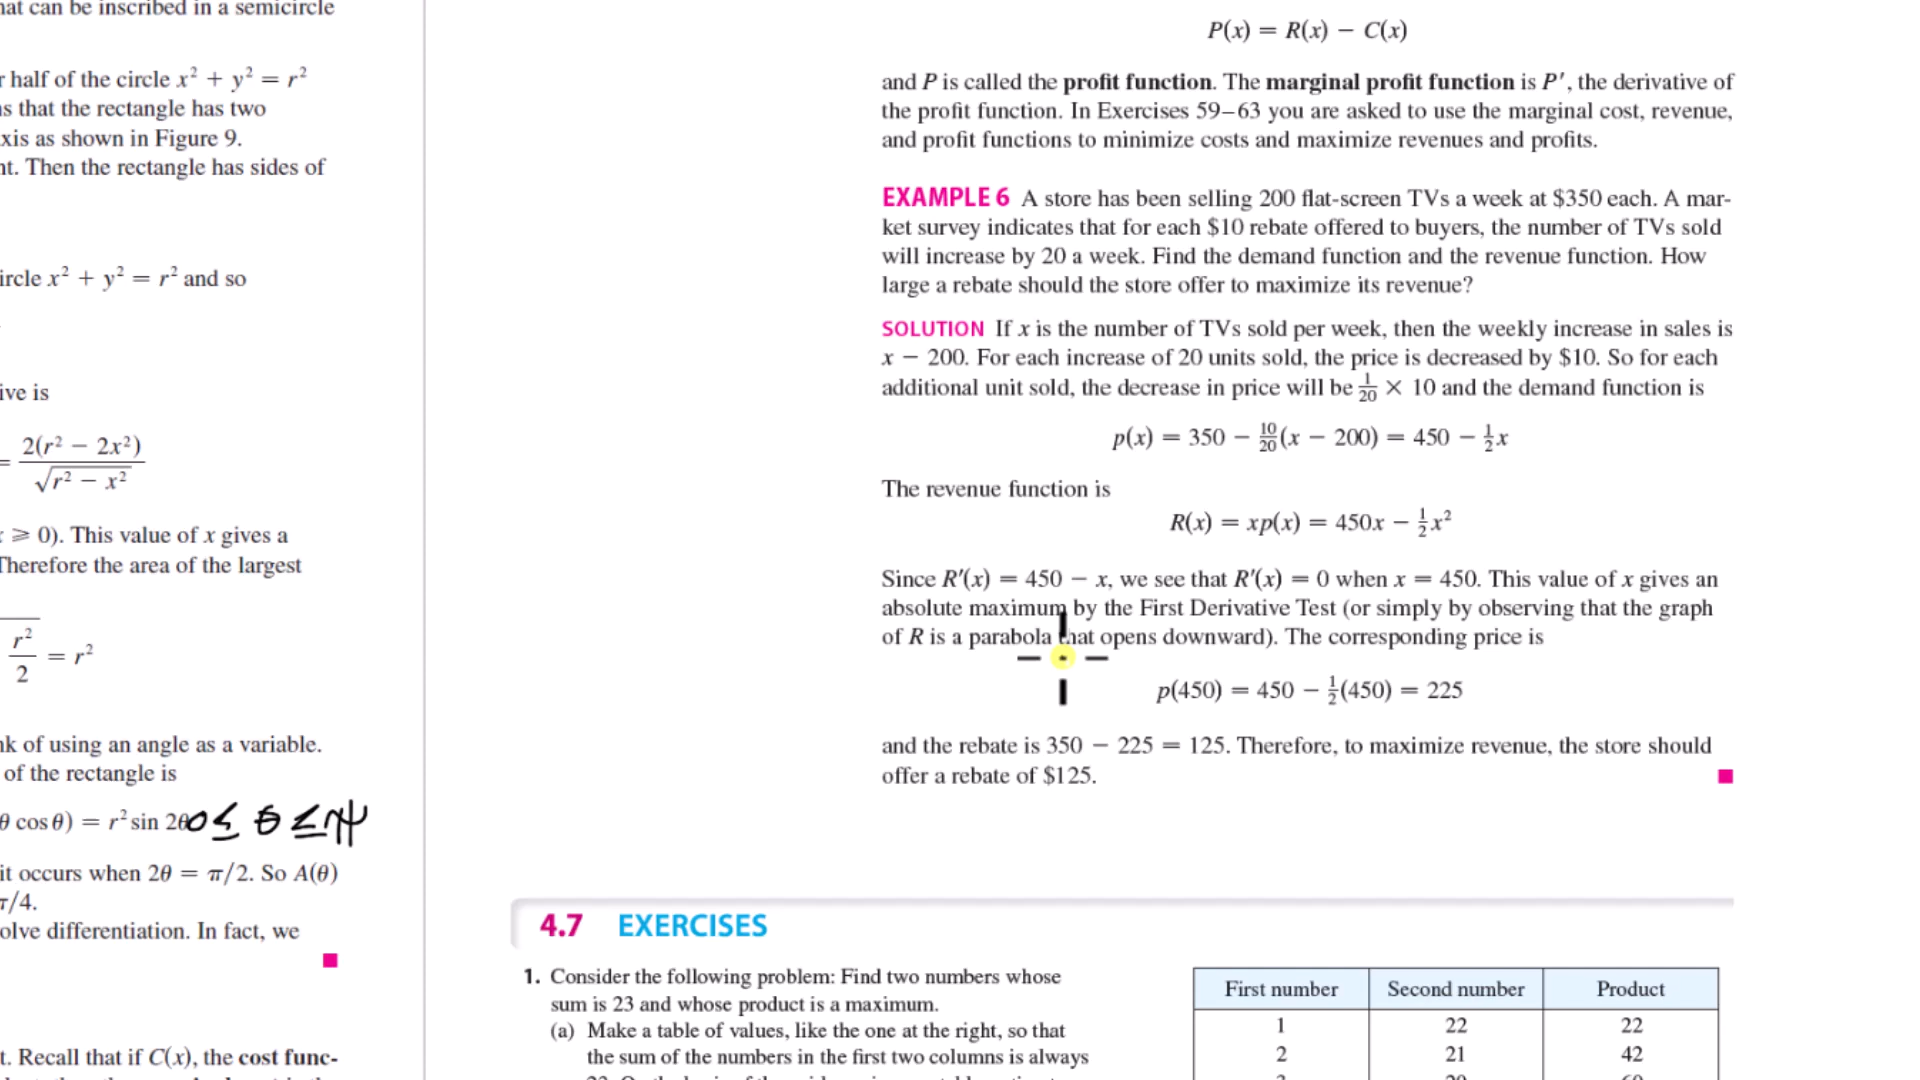 hat can be inscribed in a semicircle
r half of the circle x² + y² = r²
s that the rectangle has two
xis as shown in Figure 9.
nt. Then the rectangle has sides of
ircle x² + y² = r² and so
ive is
= 2(r² − 2x²) / √(r² − x²)
≥ 0). This value of x gives a
Therefore the area of the largest
r²/2 = r²
nk of using an angle as a variable.
of the rectangle is
θ cos θ) = r² sin 2θ 0 ≤ θ ≤
it occurs when 2θ = π/2. So A(θ)
π/4.
olve differentiation. In fact, we
t. Recall that if C(x), the cost func-
P(x) = R(x) − C(x)
and P is called the profit function. The marginal profit function is P′, the derivative of
the profit function. In Exercises 59–63 you are asked to use the marginal cost, revenue,
and profit functions to minimize costs and maximize revenues and profits.
EXAMPLE 6 A store has been selling 200 flat-screen TVs a week at $350 each. A mar-
ket survey indicates that for each $10 rebate offered to buyers, the number of TVs sold
will increase by 20 a week. Find the demand function and the revenue function. How
large a rebate should the store offer to maximize its revenue?
SOLUTION If x is the number of TVs sold per week, then the weekly increase in sales is
x − 200. For each increase of 20 units sold, the price is decreased by $10. So for each
additional unit sold, the decrease in price will be 1/20 × 10 and the demand function is
p(x) = 350 − 10/20(x − 200) = 450 − ½x
The revenue function is
R(x) = xp(x) = 450x − ½x²
Since R′(x) = 450 − x, we see that R′(x) = 0 when x = 450. This value of x gives an
absolute maximum by the First Derivative Test (or simply by observing that the graph
of R is a parabola that opens downward). The corresponding price is
p(450) = 450 − ½(450) = 225
and the rebate is 350 − 225 = 125. Therefore, to maximize revenue, the store should
offer a rebate of $125.
4.7 EXERCISES
1. Consider the following problem: Find two numbers whose
sum is 23 and whose product is a maximum.
(a) Make a table of values, like the one at the right, so that
the sum of the numbers in the first two columns is always
First number Second number Product
1 22 22
2 21 42